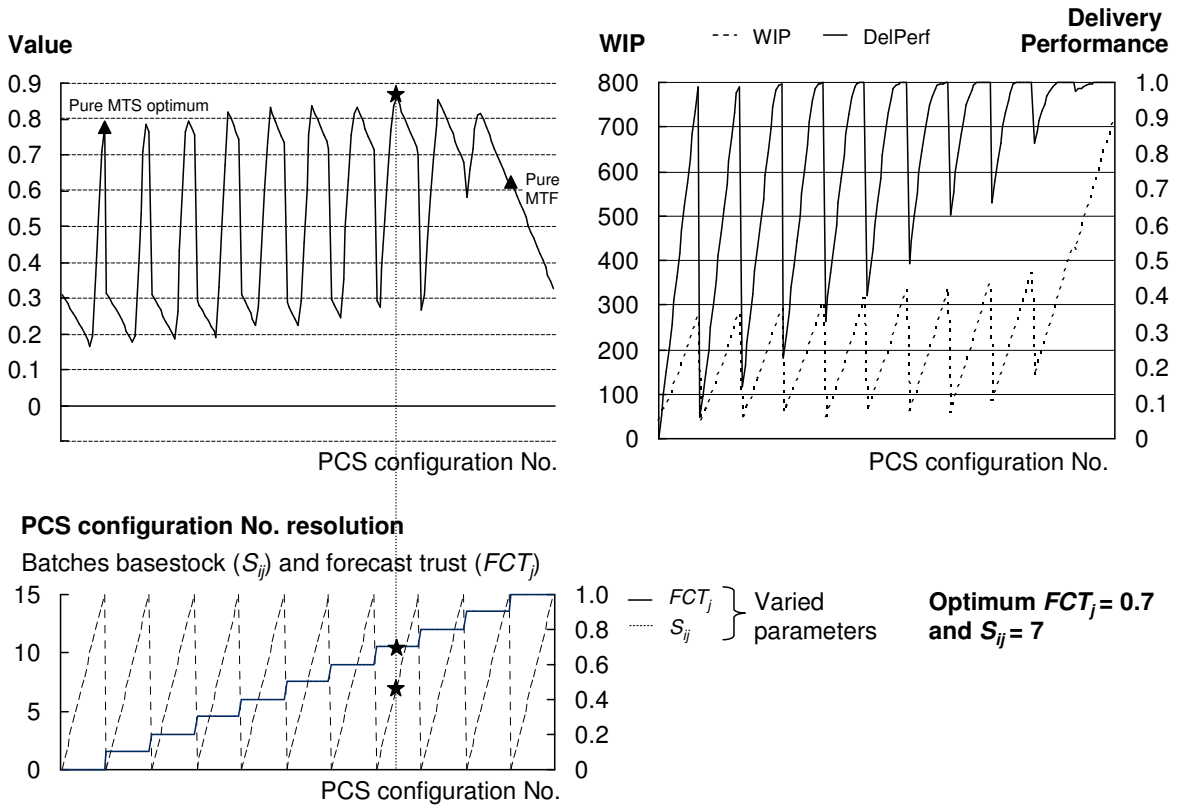 Value
0.9
0.8
0.7
0.6
0.5
0.4
0.3
0.2
0.1
0
Pure MTS optimum
Pure
MTF
PCS configuration No.
WIP
WIP
DelPerf
Delivery
Performance
800
700
600
500
400
300
200
100
0
1.0
0.9
0.8
0.7
0.6
0.5
0.4
0.3
0.2
0.1
0
PCS configuration No.
PCS configuration No. resolution
Batches basestock (Sij) and forecast trust (FCTj)
15
10
5
0
1.0
0.8
0.6
0.4
0.2
0
PCS configuration No.
FCTj
Sij
Varied
parameters
Optimum FCTj = 0.7
and Sij = 7